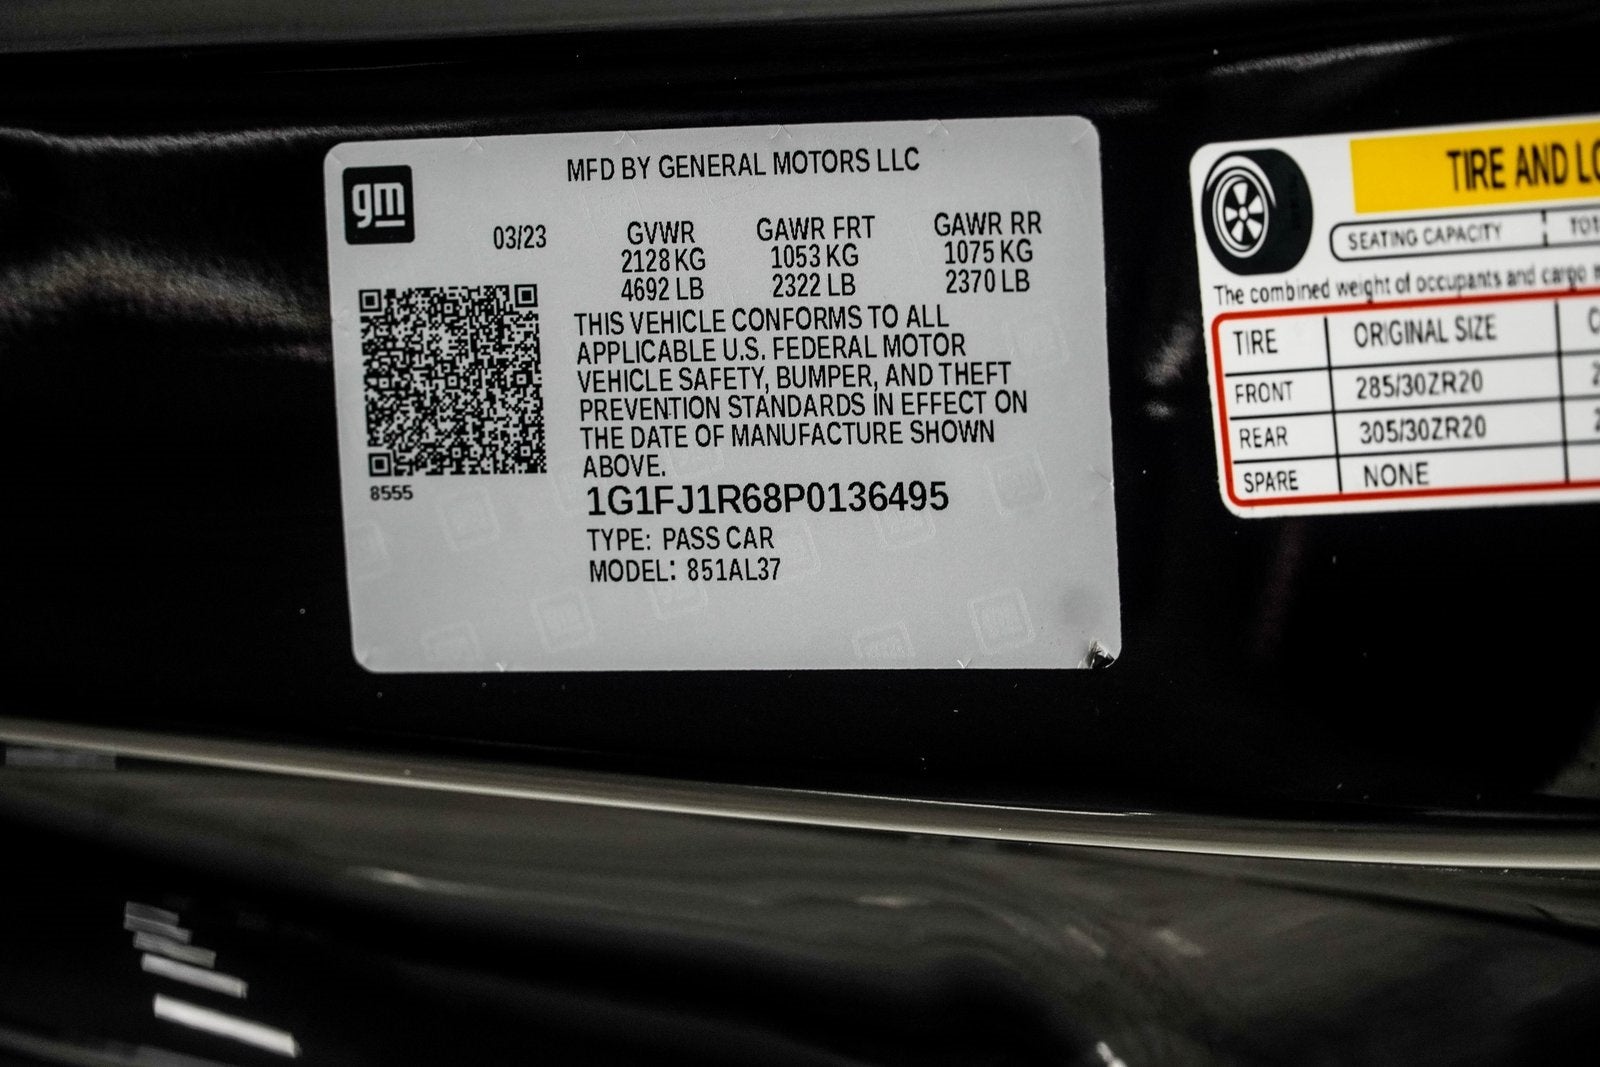 gm
MFD BY GENERAL MOTORS LLC
03/23
GVWR GAWR FRT GAWR RR
2128 KG 1053 KG 1075 KG
4692 LB 2322 LB 2370 LB
THIS VEHICLE CONFORMS TO ALL
APPLICABLE U.S. FEDERAL MOTOR
VEHICLE SAFETY, BUMPER, AND THEFT
PREVENTION STANDARDS IN EFFECT ON
THE DATE OF MANUFACTURE SHOWN
ABOVE.
8555
1G1FJ1R68P0136495
TYPE: PASS CAR
MODEL: 851AL37
TIRE AND LO
SEATING CAPACITY TOT
The combined weight of occupants and cargo
TIRE ORIGINAL SIZE
FRONT 285/30ZR20
REAR 305/30ZR20
SPARE NONE